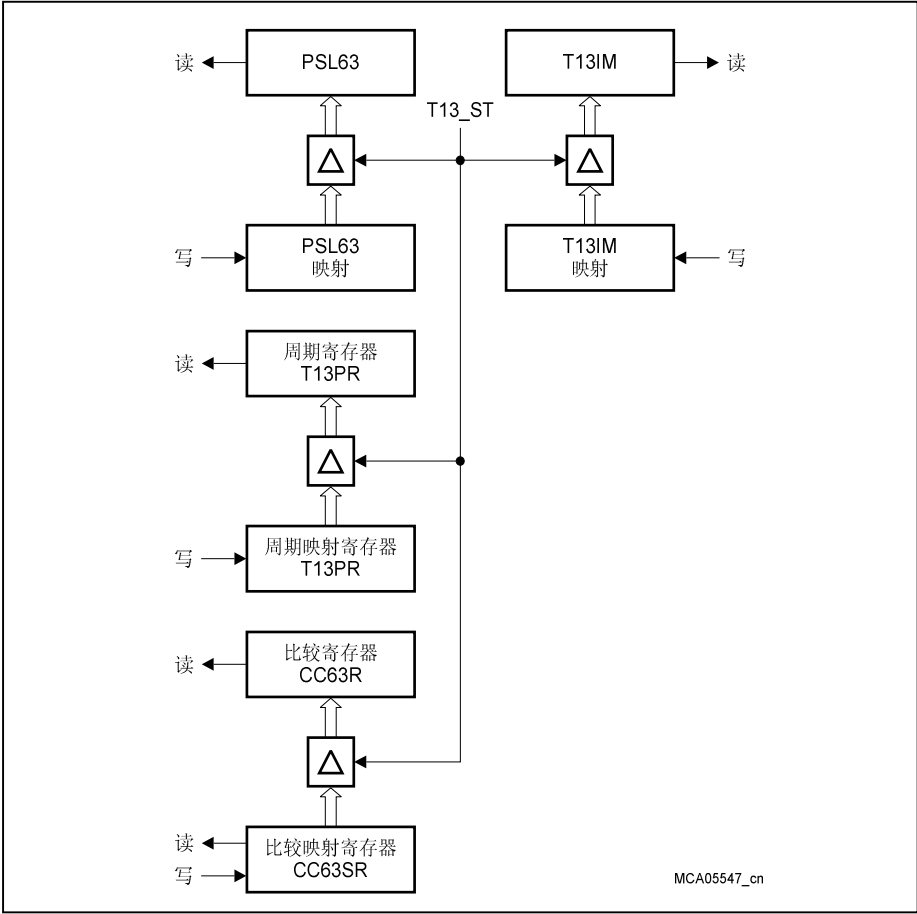 读
PSL63
T13IM
读
T13_ST
写
PSL63
映射
T13IM
映射
写
读
周期寄存器
T13PR
写
周期映射寄存器
T13PR
读
比较寄存器
CC63R
读
写
比较映射寄存器
CC63SR
MCA05547_cn